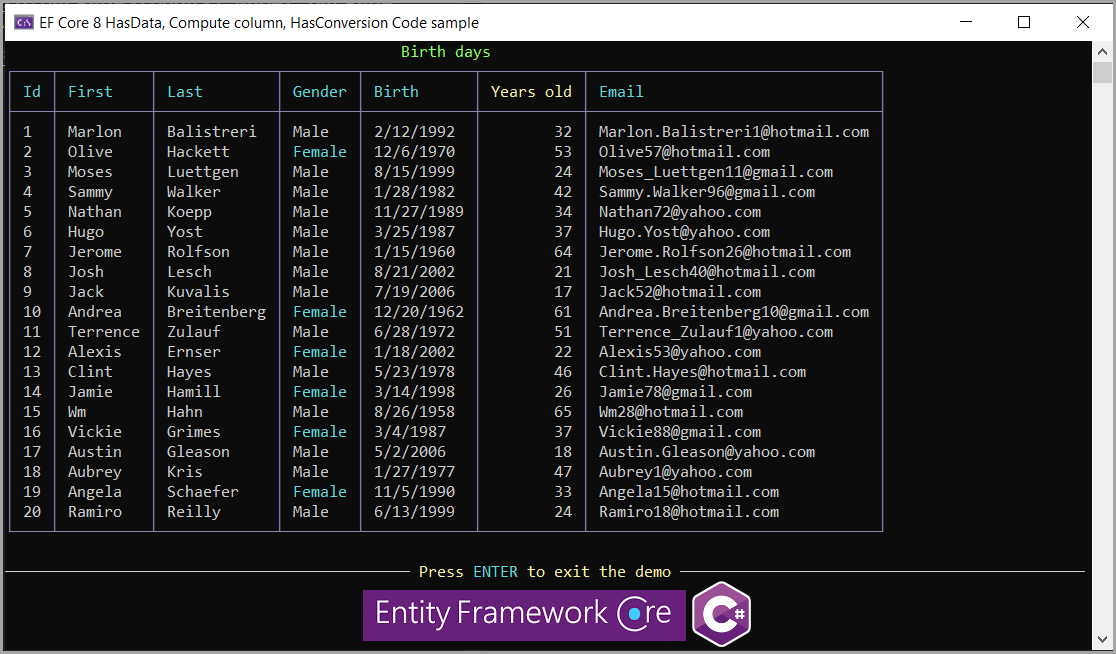 C:\
EF Core 8 HasData, Compute column, HasConversion Code sample
Birth days
Id First Last Gender Birth Years old Email
1 Marlon Balistreri Male 2/12/1992 32 Marlon.Balistreri1@hotmail.com
2 Olive Hackett Female 12/6/1970 53 Olive57@hotmail.com
3 Moses Luettgen Male 8/15/1999 24 Moses_Luettgen11@gmail.com
4 Sammy Walker Male 1/28/1982 42 Sammy.Walker96@gmail.com
5 Nathan Koepp Male 11/27/1989 34 Nathan72@yahoo.com
6 Hugo Yost Male 3/25/1987 37 Hugo.Yost@yahoo.com
7 Jerome Rolfson Male 1/15/1960 64 Jerome.Rolfson26@hotmail.com
8 Josh Lesch Male 8/21/2002 21 Josh_Lesch40@hotmail.com
9 Jack Kuvalis Male 7/19/2006 17 Jack52@hotmail.com
10 Andrea Breitenberg Female 12/20/1962 61 Andrea.Breitenberg10@gmail.com
11 Terrence Zulauf Male 6/28/1972 51 Terrence_Zulauf1@yahoo.com
12 Alexis Ernser Female 1/18/2002 22 Alexis53@yahoo.com
13 Clint Hayes Male 5/23/1978 46 Clint.Hayes@hotmail.com
14 Jamie Hamill Female 3/14/1998 26 Jamie78@gmail.com
15 Wm Hahn Male 8/26/1958 65 Wm28@hotmail.com
16 Vickie Grimes Female 3/4/1987 37 Vickie88@gmail.com
17 Austin Gleason Male 5/2/2006 18 Austin.Gleason@yahoo.com
18 Aubrey Kris Male 1/27/1977 47 Aubrey1@yahoo.com
19 Angela Schaefer Female 11/5/1990 33 Angela15@hotmail.com
20 Ramiro Reilly Male 6/13/1999 24 Ramiro18@hotmail.com
Press ENTER to exit the demo
Entity Framework Core
C#